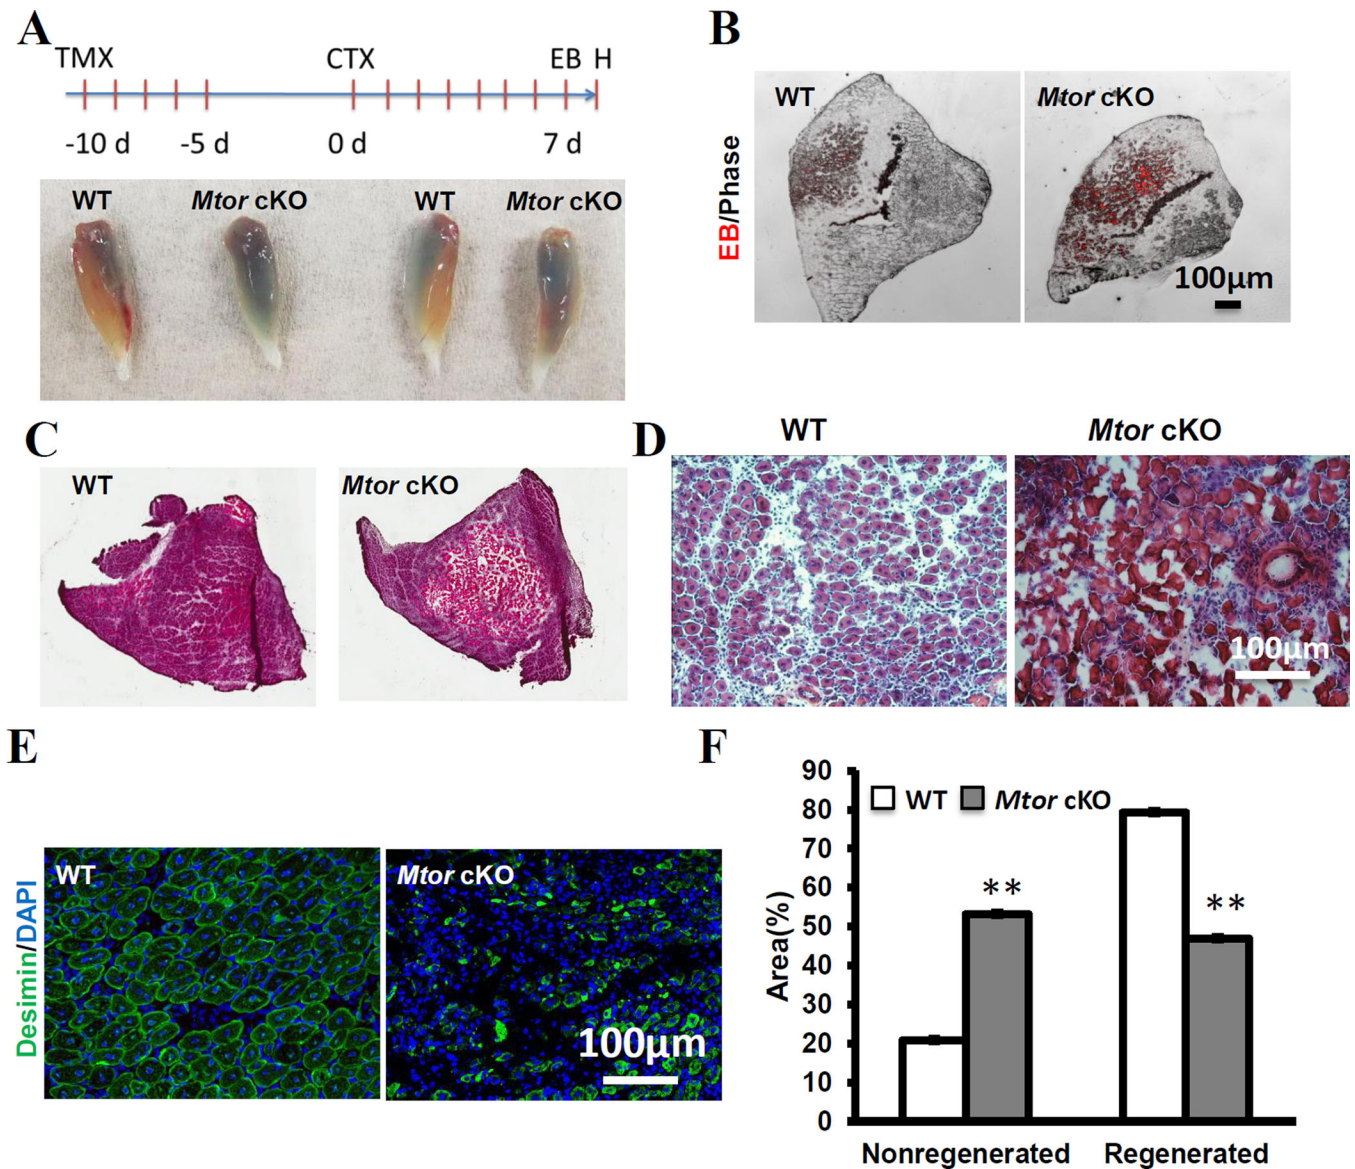 A
TMX CTX EB H
-10 d -5 d 0 d 7 d
WT Mtor cKO WT Mtor cKO
B
WT Mtor cKO
EB/Phase
100μm
C
WT Mtor cKO
D
WT Mtor cKO
100μm
E
WT Mtor cKO
Desimin/DAPI
100μm
F
90
80
70
60
50
40
30
20
10
0
Area(%)
WT Mtor cKO
**
**
Nonregenerated Regenerated